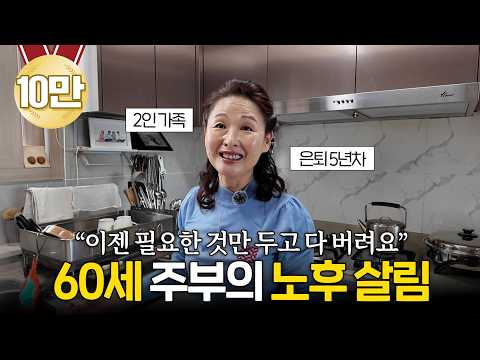 10만
2인 가족
은퇴 5년차
“이젠 필요한 것만 두고 다 버려요”
60세 주부의 노후 살림